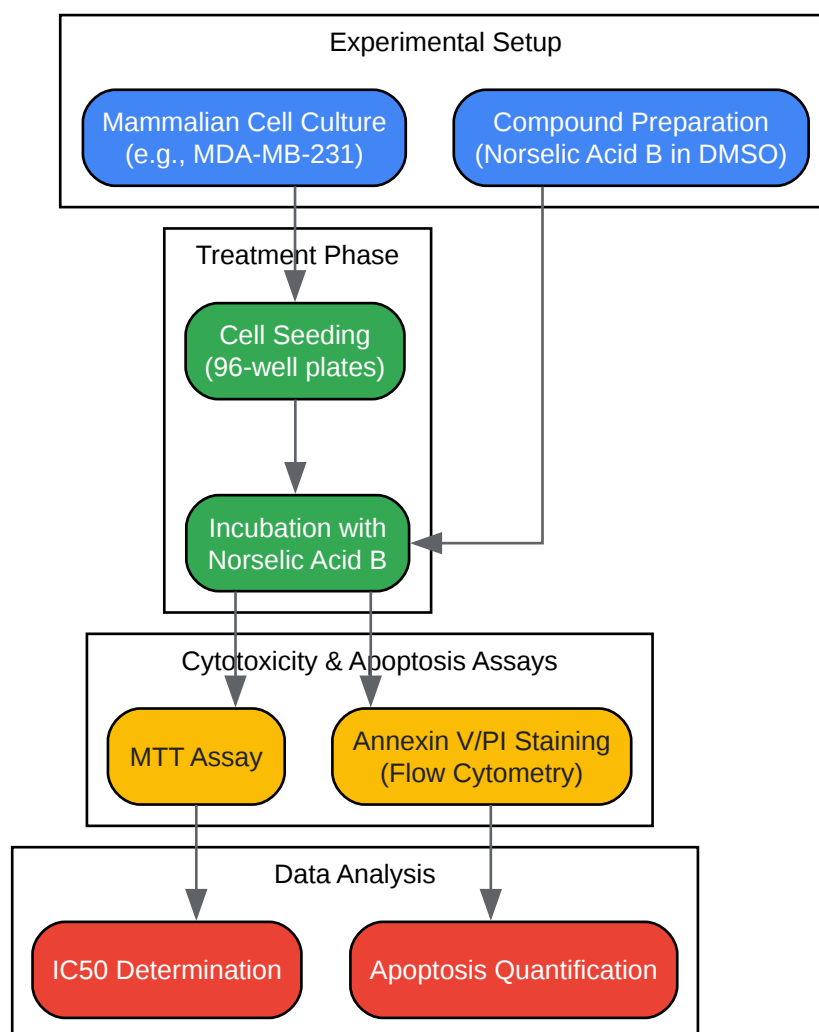 Experimental Setup
Mammalian Cell Culture
(e.g., MDA-MB-231)
Compound Preparation
(Norselic Acid B in DMSO)
Treatment Phase
Cell Seeding
(96-well plates)
Incubation with
Norselic Acid B
Cytotoxicity & Apoptosis Assays
MTT Assay
Annexin V/PI Staining
(Flow Cytometry)
Data Analysis
IC50 Determination
Apoptosis Quantification